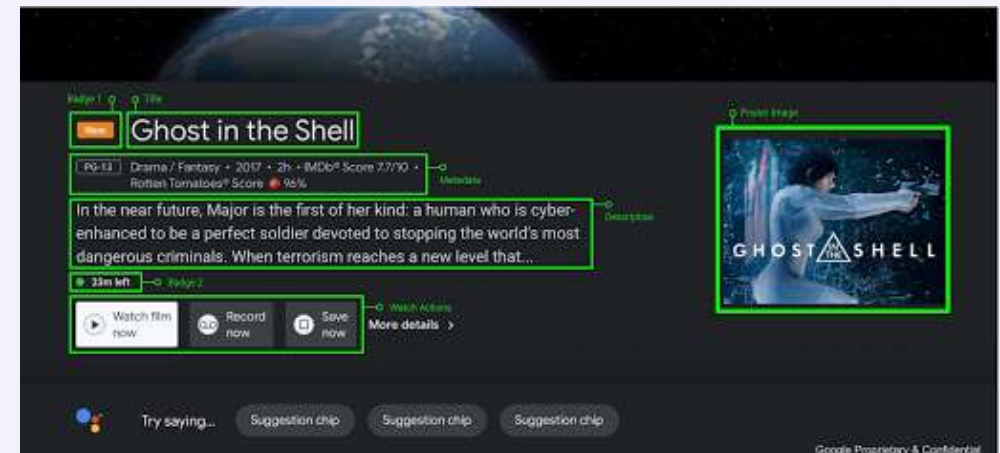 Badge 1
Title
New
Ghost in the Shell
Poster Image
PG-13 Drama / Fantasy • 2017 • 2h • IMDb® Score 7.7/10 •
Rotten Tomatoes® Score 96%
Metadata
In the near future, Major is the first of her kind: a human who is cyber-
enhanced to be a perfect soldier devoted to stopping the world's most
dangerous criminals. When terrorism reaches a new level that...
Description
GHOST IN THE SHELL
23m left
Badge 2
Watch Actions
Watch film
now
Record
now
Save
now
More details >
Try saying...
Suggestion chip
Suggestion chip
Suggestion chip
Google Proprietary & Confidential